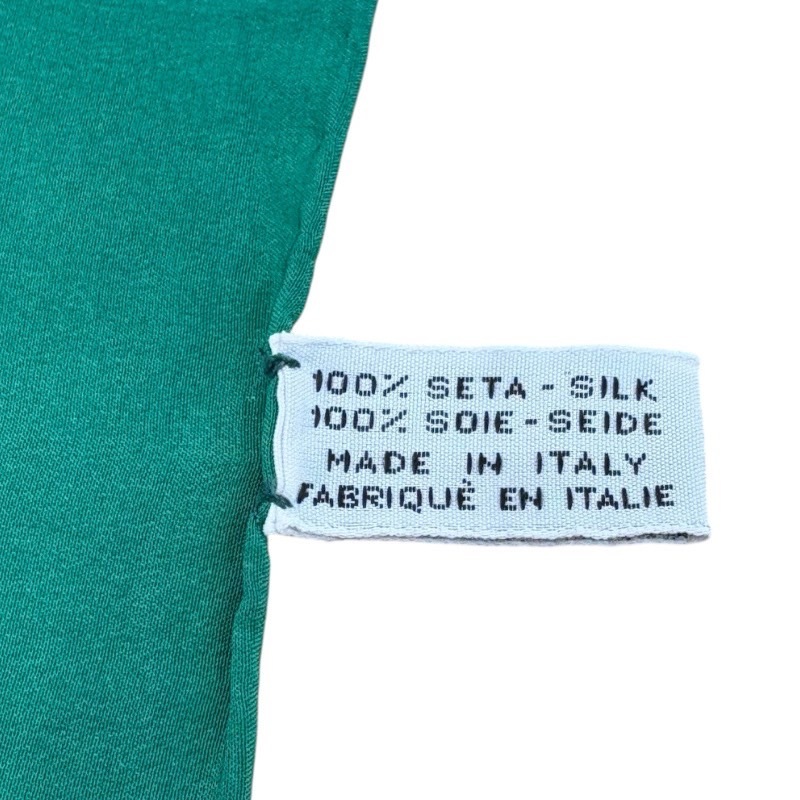 100% SETA - SILK
100% SOIE - SEIDE
MADE IN ITALY
FABRIQUÈ EN ITALIE